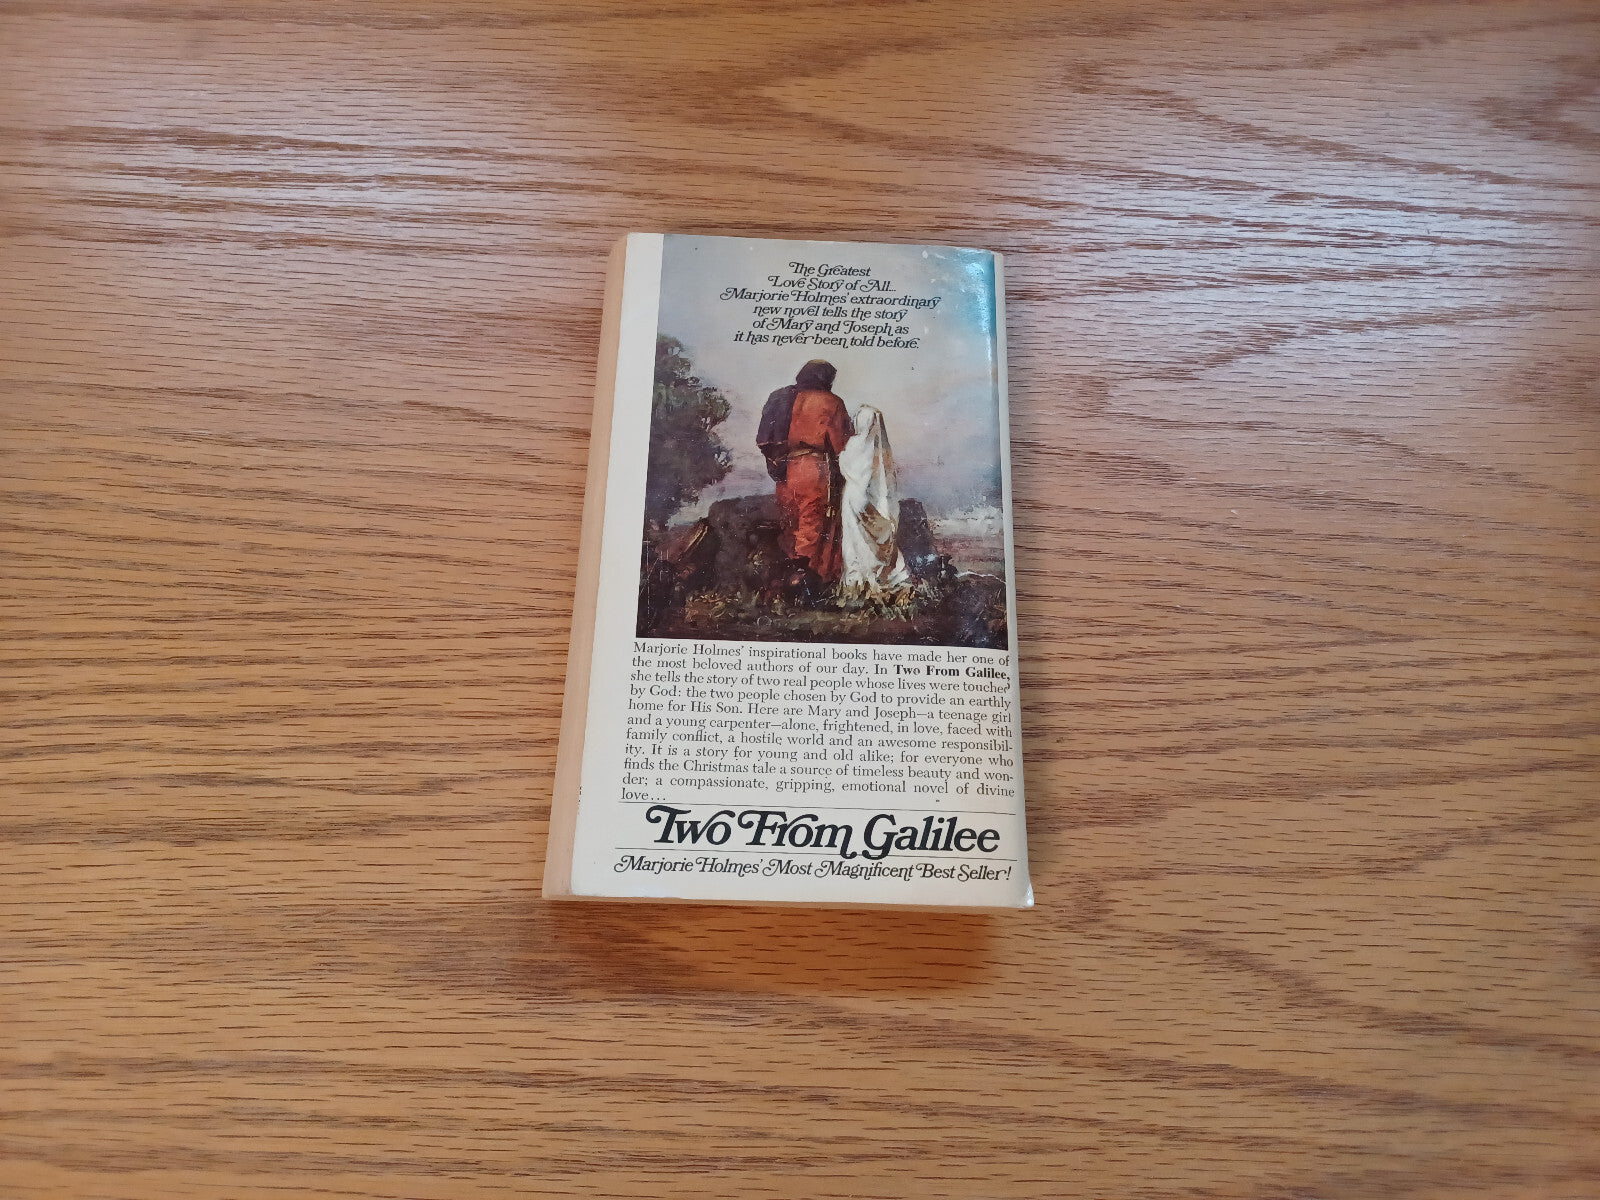 The Greatest
Love Story of All...
Marjorie Holmes' extraordinary
new novel tells the story
of Mary and Joseph as
it has never been told before.
Marjorie Holmes' inspirational books have made her one of
the most beloved authors of our day. In Two From Galilee,
she tells the story of two real people whose lives were touched
by God: the two people chosen by God to provide an earthly
home for His Son. Here are Mary and Joseph—a teenage girl
and a young carpenter—alone, frightened, in love, faced with
family conflict, a hostile world and an awesome responsibil-
ity. It is a story for young and old alike; for everyone who
finds the Christmas tale a source of timeless beauty and won-
der; a compassionate, gripping, emotional novel of divine
love...
Two From Galilee
Marjorie Holmes' Most Magnificent Best Seller!